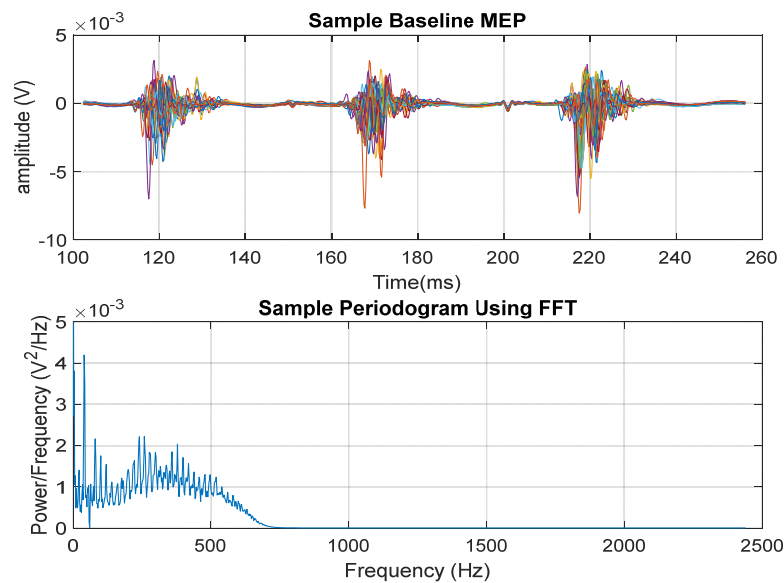 Sample Baseline MEP
×10⁻³
5
0
-5
-10
amplitude (V)
100 120 140 160 180 200 220 240 260
Time(ms)
Sample Periodogram Using FFT
×10⁻³
5
4
3
2
1
0
Power/Frequency (V²/Hz)
0 500 1000 1500 2000 2500
Frequency (Hz)